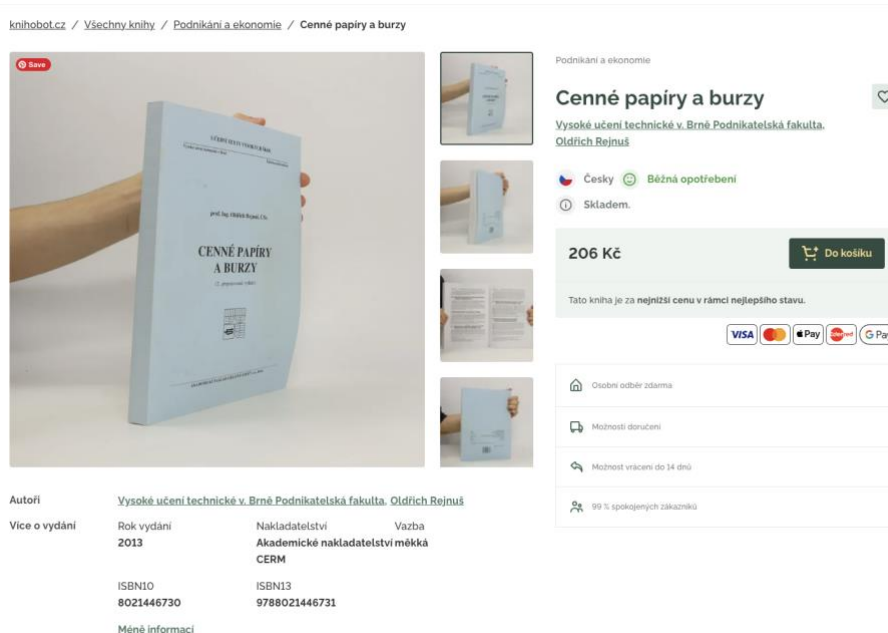 knihobot.cz / Všechny knihy / Podnikání a ekonomie / Cenné papíry a burzy
Save
prof. Ing. Oldřich Rejnuš, CSc.
CENNÉ PAPÍRY
A BURZY
Podnikání a ekonomie
Cenné papíry a burzy
Vysoké učení technické v. Brně Podnikatelská fakulta,
Oldřich Rejnuš
Česky Běžná opotřebení
Skladem.
206 Kč
Do košíku
Tato kniha je za nejnižší cenu v rámci nejlepšího stavu.
VISA
Pay
G Pay
Osobní odběr zdarma
Možnosti doručení
Možnost vrácení do 14 dnů
99 % spokojených zákazníků
Autoři
Vysoké učení technické v. Brně Podnikatelská fakulta, Oldřich Rejnuš
Více o vydání
Rok vydání
2013
Nakladatelství
Akademické nakladatelství
CERM
Vazba
měkká
ISBN10
8021446730
ISBN13
9788021446731
Méně informací